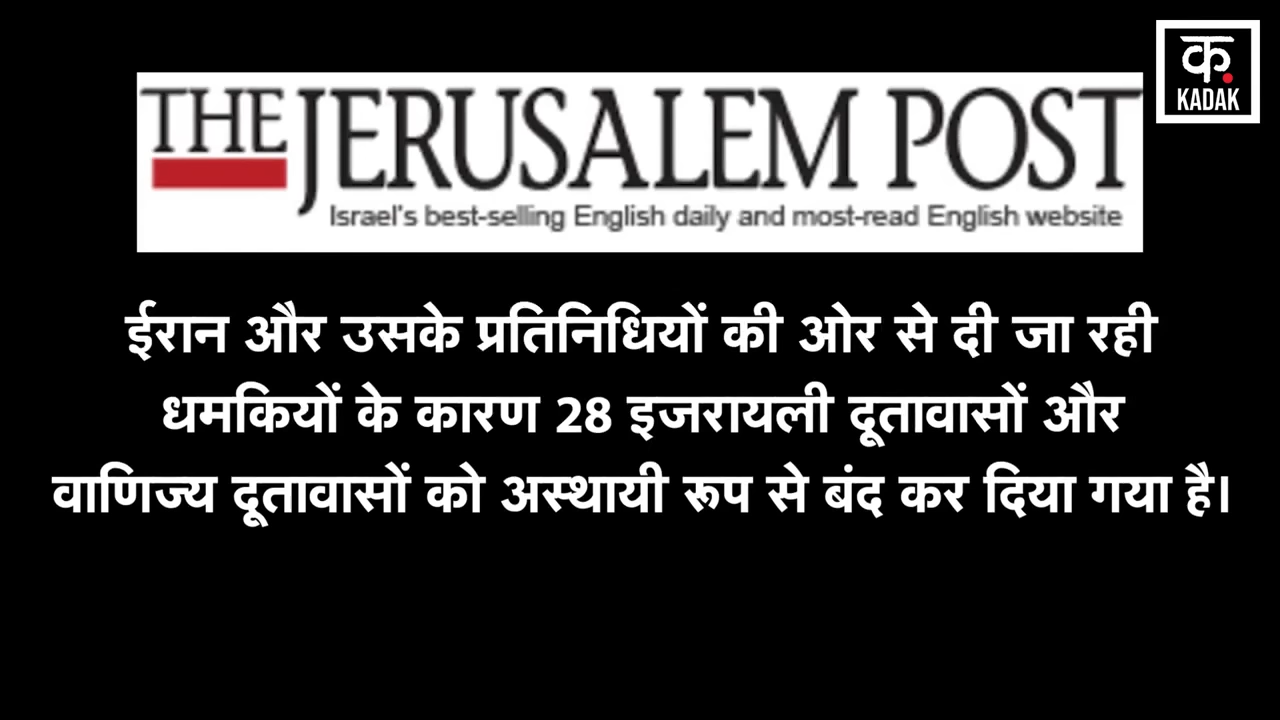 क
KADAK
THE JERUSALEM POST
Israel's best-selling English daily and most-read English website
ईरान और उसके प्रतिनिधियों की ओर से दी जा रही
धमकियों के कारण 28 इजरायली दूतावासों और
वाणिज्य दूतावासों को अस्थायी रूप से बंद कर दिया गया है।